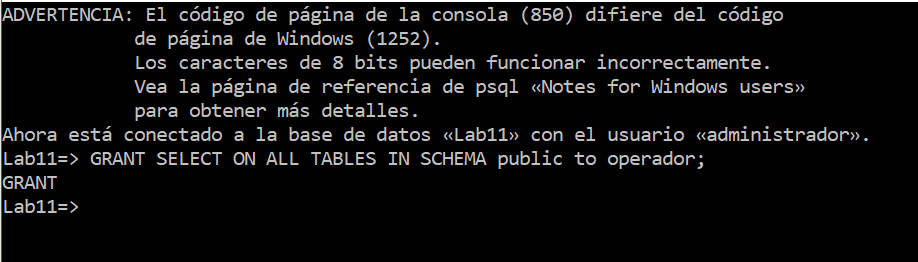 ADVERTENCIA: El código de página de la consola (850) difiere del código
de página de Windows (1252).
Los caracteres de 8 bits pueden funcionar incorrectamente.
Vea la página de referencia de psql «Notes for Windows users»
para obtener más detalles.
Ahora está conectado a la base de datos «Lab11» con el usuario «administrador».
Lab11=> GRANT SELECT ON ALL TABLES IN SCHEMA public to operador;
GRANT
Lab11=>